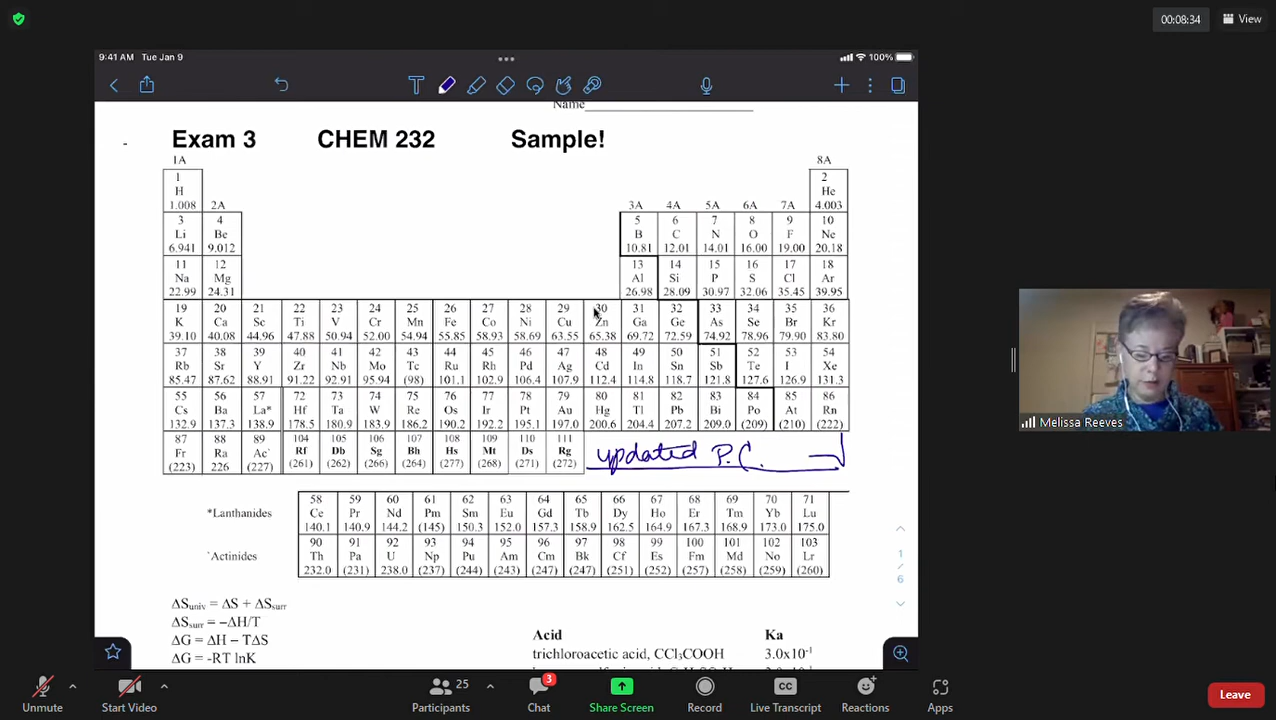 00:08:34 View
9:41 AM Tue Jan 9 100%
Name
Exam 3 CHEM 232 Sample!
1A 8A
1 2
H He
1.008 2A 3A 4A 5A 6A 7A 4.003
3 4 5 6 7 8 9 10
Li Be B C N O F Ne
6.941 9.012 10.81 12.01 14.01 16.00 19.00 20.18
11 12 13 14 15 16 17 18
Na Mg Al Si P S Cl Ar
22.99 24.31 26.98 28.09 30.97 32.06 35.45 39.95
19 20 21 22 23 24 25 26 27 28 29 30 31 32 33 34 35 36
K Ca Sc Ti V Cr Mn Fe Co Ni Cu Zn Ga Ge As Se Br Kr
39.10 40.08 44.96 47.88 50.94 52.00 54.94 55.85 58.93 58.69 63.55 65.38 69.72 72.59 74.92 78.96 79.90 83.80
37 38 39 40 41 42 43 44 45 46 47 48 49 50 51 52 53 54
Rb Sr Y Zr Nb Mo Tc Ru Rh Pd Ag Cd In Sn Sb Te I Xe
85.47 87.62 88.91 91.22 92.91 95.94 (98) 101.1 102.9 106.4 107.9 112.4 114.8 118.7 121.8 127.6 126.9 131.3
55 56 57 72 73 74 75 76 77 78 79 80 81 82 83 84 85 86
Cs Ba La* Hf Ta W Re Os Ir Pt Au Hg Tl Pb Bi Po At Rn
132.9 137.3 138.9 178.5 180.9 183.9 186.2 190.2 192.2 195.1 197.0 200.6 204.4 207.2 209.0 (209) (210) (222)
87 88 89 104 105 106 107 108 109 110 111
Fr Ra Ac` Rf Db Sg Bh Hs Mt Ds Rg updated P.C.
(223) 226 (227) (261) (262) (266) (264) (277) (268) (271) (272)
58 59 60 61 62 63 64 65 66 67 68 69 70 71
*Lanthanides Ce Pr Nd Pm Sm Eu Gd Tb Dy Ho Er Tm Yb Lu
140.1 140.9 144.2 (145) 150.3 152.0 157.3 158.9 162.5 164.9 167.3 168.9 173.0 175.0
90 91 92 93 94 95 96 97 98 99 100 101 102 103
`Actinides Th Pa U Np Pu Am Cm Bk Cf Es Fm Md No Lr
232.0 (231) 238.0 (237) (244) (243) (247) (247) (251) (252) (257) (258) (259) (260)
1
/
6
ΔSuniv = ΔS + ΔSsurr
ΔSsurr = −ΔH/T
ΔG = ΔH − TΔS
ΔG = -RT lnK
Acid Ka
trichloroacetic acid, CCl3COOH 3.0x10-1
Melissa Reeves
25 3
Unmute Start Video Participants Chat Share Screen Record Live Transcript Reactions Apps
CC
Leave